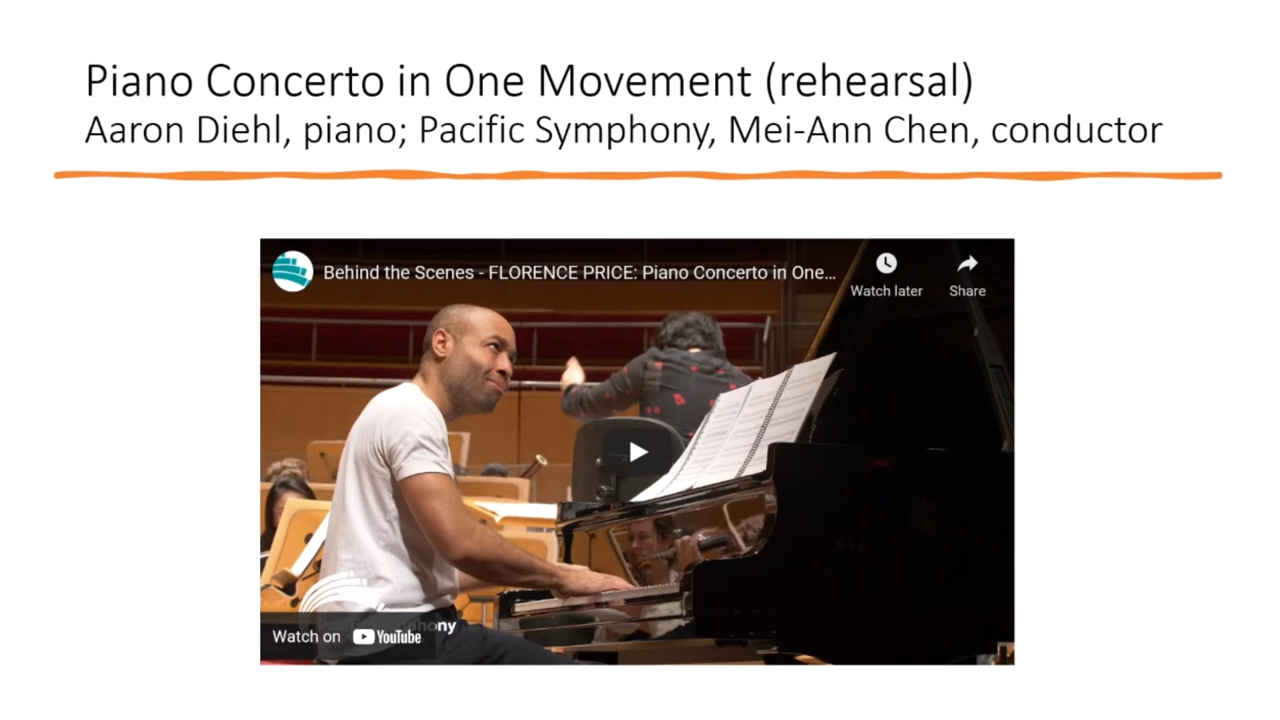 Piano Concerto in One Movement (rehearsal)
Aaron Diehl, piano; Pacific Symphony, Mei-Ann Chen, conductor
Behind the Scenes - FLORENCE PRICE: Piano Concerto in One...
Watch later
Share
Watch on YouTube